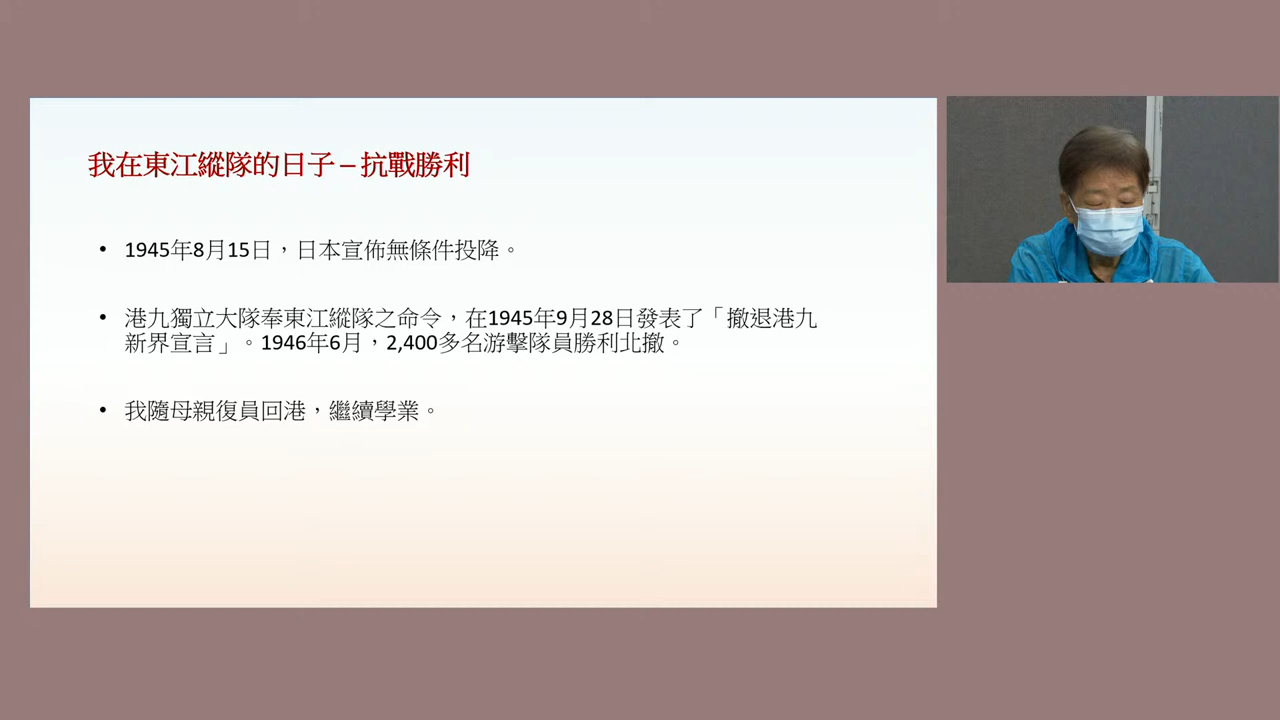 我在東江縱隊的日子 – 抗戰勝利
• 1945年8月15日，日本宣佈無條件投降。
• 港九獨立大隊奉東江縱隊之命令，在1945年9月28日發表了「撤退港九
新界宣言」。1946年6月，2,400多名游擊隊員勝利北撤。
• 我隨母親復員回港，繼續學業。